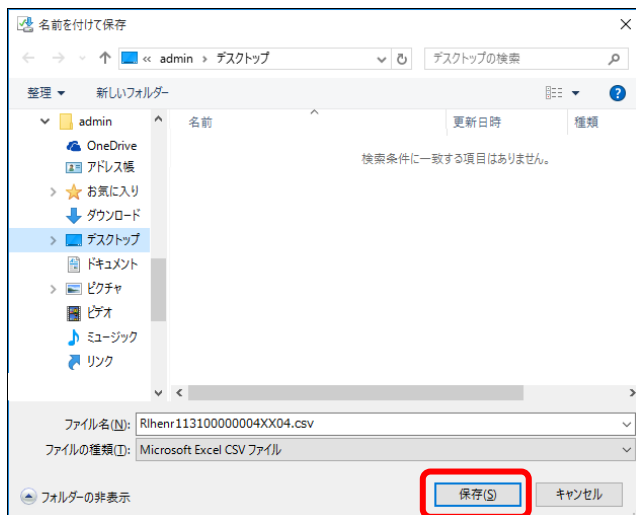 名前を付けて保存
« admin › デスクトップ
デスクトップの検索
整理 新しいフォルダー
admin
OneDrive
アドレス帳
お気に入り
ダウンロード
デスクトップ
ドキュメント
ピクチャ
ビデオ
ミュージック
リンク
名前 更新日時 種類
検索条件に一致する項目はありません。
ファイル名(N): Rlhenr113100000004XX04.csv
ファイルの種類(T): Microsoft Excel CSV ファイル
フォルダーの非表示
保存(S) キャンセル